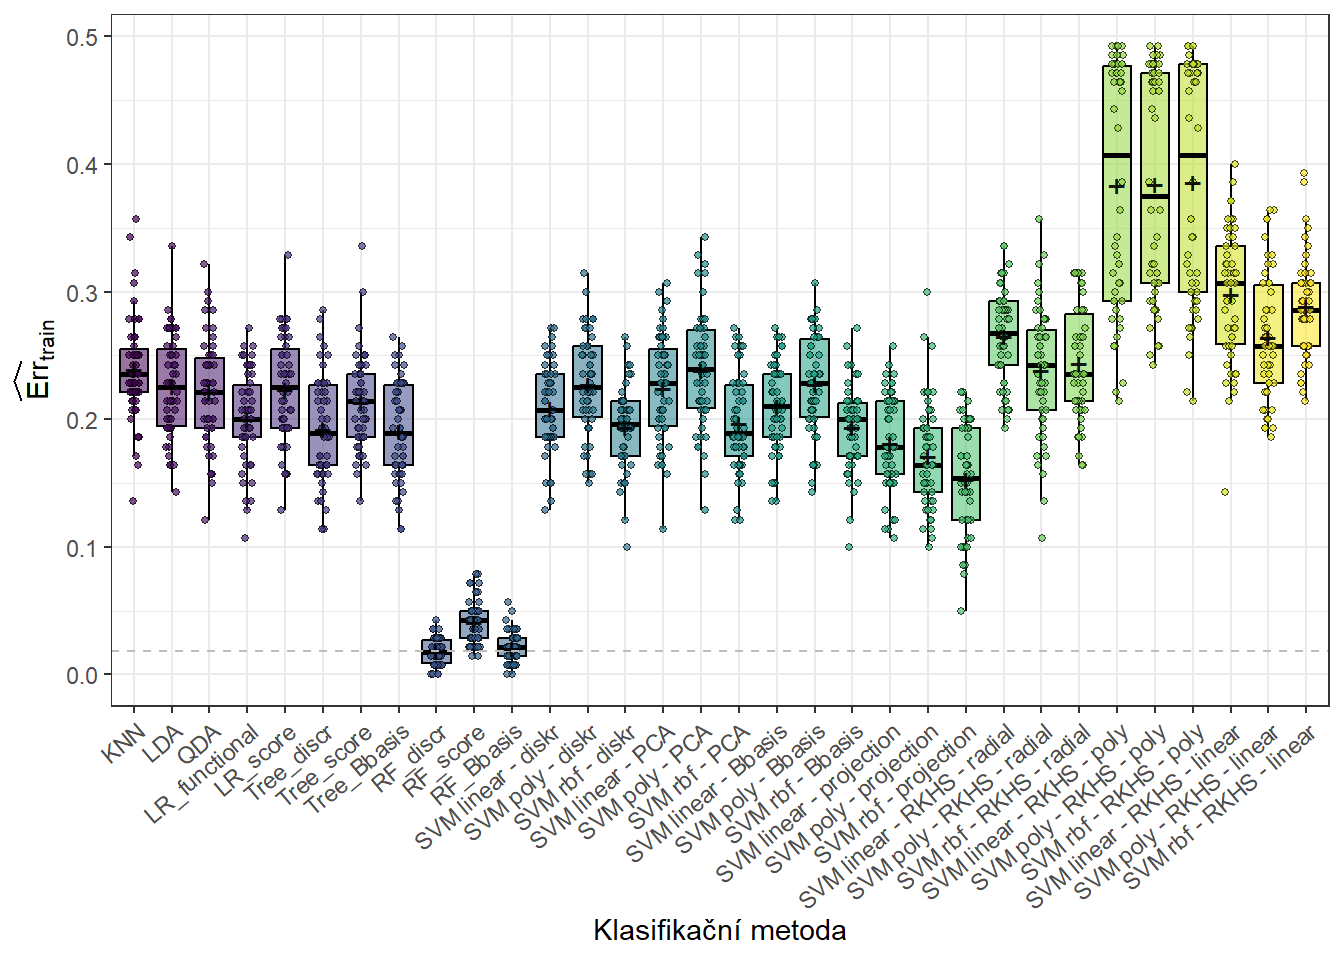 0.5
0.4
0.3
0.2
0.1
0.0
Err train
KNN
LDA
QDA
LR_functional
LR_score
Tree_discr
Tree_score
Tree_Bbasis
RF_discr
RF_score
RF_Bbasis
SVM linear - diskr
SVM poly - diskr
SVM rbf - diskr
SVM linear - PCA
SVM poly - PCA
SVM rbf - PCA
SVM linear - Bbasis
SVM poly - Bbasis
SVM rbf - Bbasis
SVM linear - projection
SVM poly - projection
SVM rbf - projection
SVM linear - RKHS - radial
SVM poly - RKHS - radial
SVM rbf - RKHS - radial
SVM linear - RKHS - poly
SVM poly - RKHS - poly
SVM rbf - RKHS - poly
SVM linear - RKHS - linear
SVM poly - RKHS - linear
SVM rbf - RKHS - linear
Klasifikační metoda